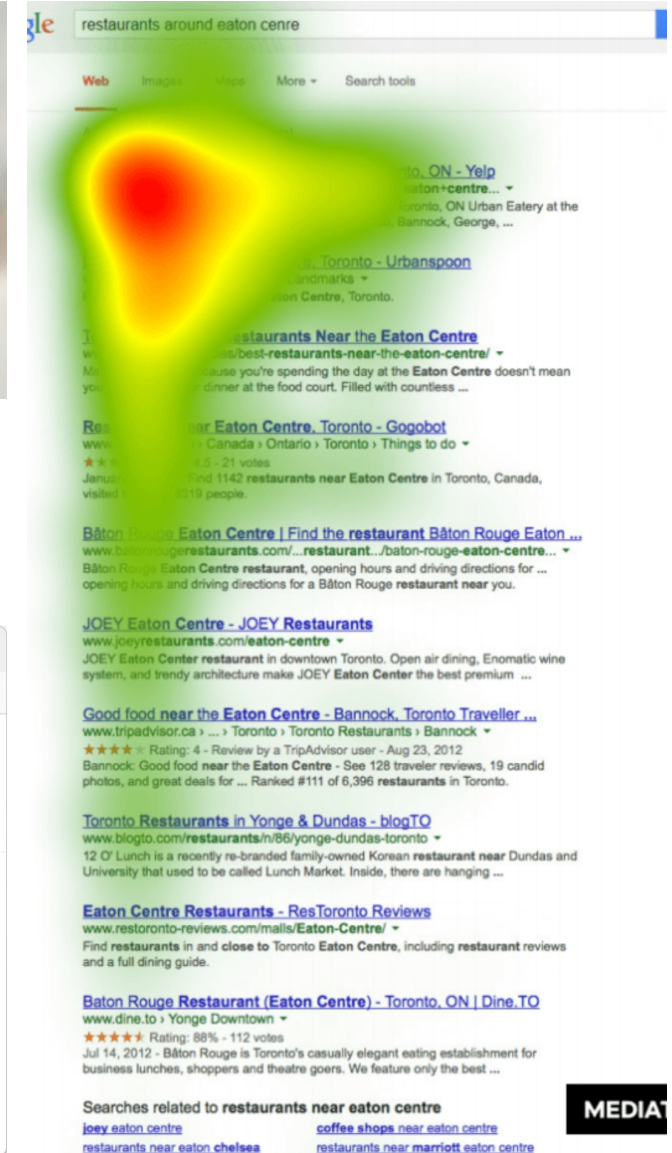 gle
restaurants around eaton cenre
Web Images Maps More Search tools
ON - Yelp
eaton+centre...
Toronto, ON Urban Eatery at the
Bannock, George, ...
Toronto - Urbanspoon
Landmarks
Eaton Centre, Toronto.
Restaurants Near the Eaton Centre
/best-restaurants-near-the-eaton-centre/
you're spending the day at the Eaton Centre doesn't mean
dinner at the food court. Filled with countless ...
Near Eaton Centre, Toronto - Gogobot
www › Canada › Ontario › Toronto › Things to do
4.5 - 21 votes
Find 1142 restaurants near Eaton Centre in Toronto, Canada,
visited people.
Bâton Rouge Eaton Centre | Find the restaurant Bâton Rouge Eaton ...
www.batonrougerestaurants.com/...restaurant.../baton-rouge-eaton-centre...
Bâton Rouge Eaton Centre restaurant, opening hours and driving directions for ...
opening hours and driving directions for a Bâton Rouge restaurant near you.
JOEY Eaton Centre - JOEY Restaurants
www.joeyrestaurants.com/eaton-centre
JOEY Eaton Center restaurant in downtown Toronto. Open air dining, Enomatic wine
system, and trendy architecture make JOEY Eaton Center the best premium ...
Good food near the Eaton Centre - Bannock, Toronto Traveller ...
www.tripadvisor.ca › ... › Toronto › Toronto Restaurants › Bannock
★★★★★ Rating: 4 - Review by a TripAdvisor user - Aug 23, 2012
Bannock: Good food near the Eaton Centre - See 128 traveler reviews, 19 candid
photos, and great deals for ... Ranked #111 of 6,396 restaurants in Toronto.
Toronto Restaurants in Yonge & Dundas - blogTO
www.blogto.com/restaurants/n/86/yonge-dundas-toronto
12 O' Lunch is a recently re-branded family-owned Korean restaurant near Dundas and
University that used to be called Lunch Market. Inside, there are hanging ...
Eaton Centre Restaurants - ResToronto Reviews
www.restoronto-reviews.com/malls/Eaton-Centre/
Find restaurants in and close to Toronto Eaton Centre, including restaurant reviews
and a full dining guide.
Baton Rouge Restaurant (Eaton Centre) - Toronto, ON | Dine.TO
www.dine.to › Yonge Downtown
★★★★★ Rating: 88% - 112 votes
Jul 14, 2012 - Bâton Rouge is Toronto's casually elegant eating establishment for
business lunches, shoppers and theatre goers. We feature only the best ...
Searches related to restaurants near eaton centre
joey eaton centre coffee shops near eaton centre
restaurants near eaton chelsea restaurants near marriott eaton centre
MEDIAT